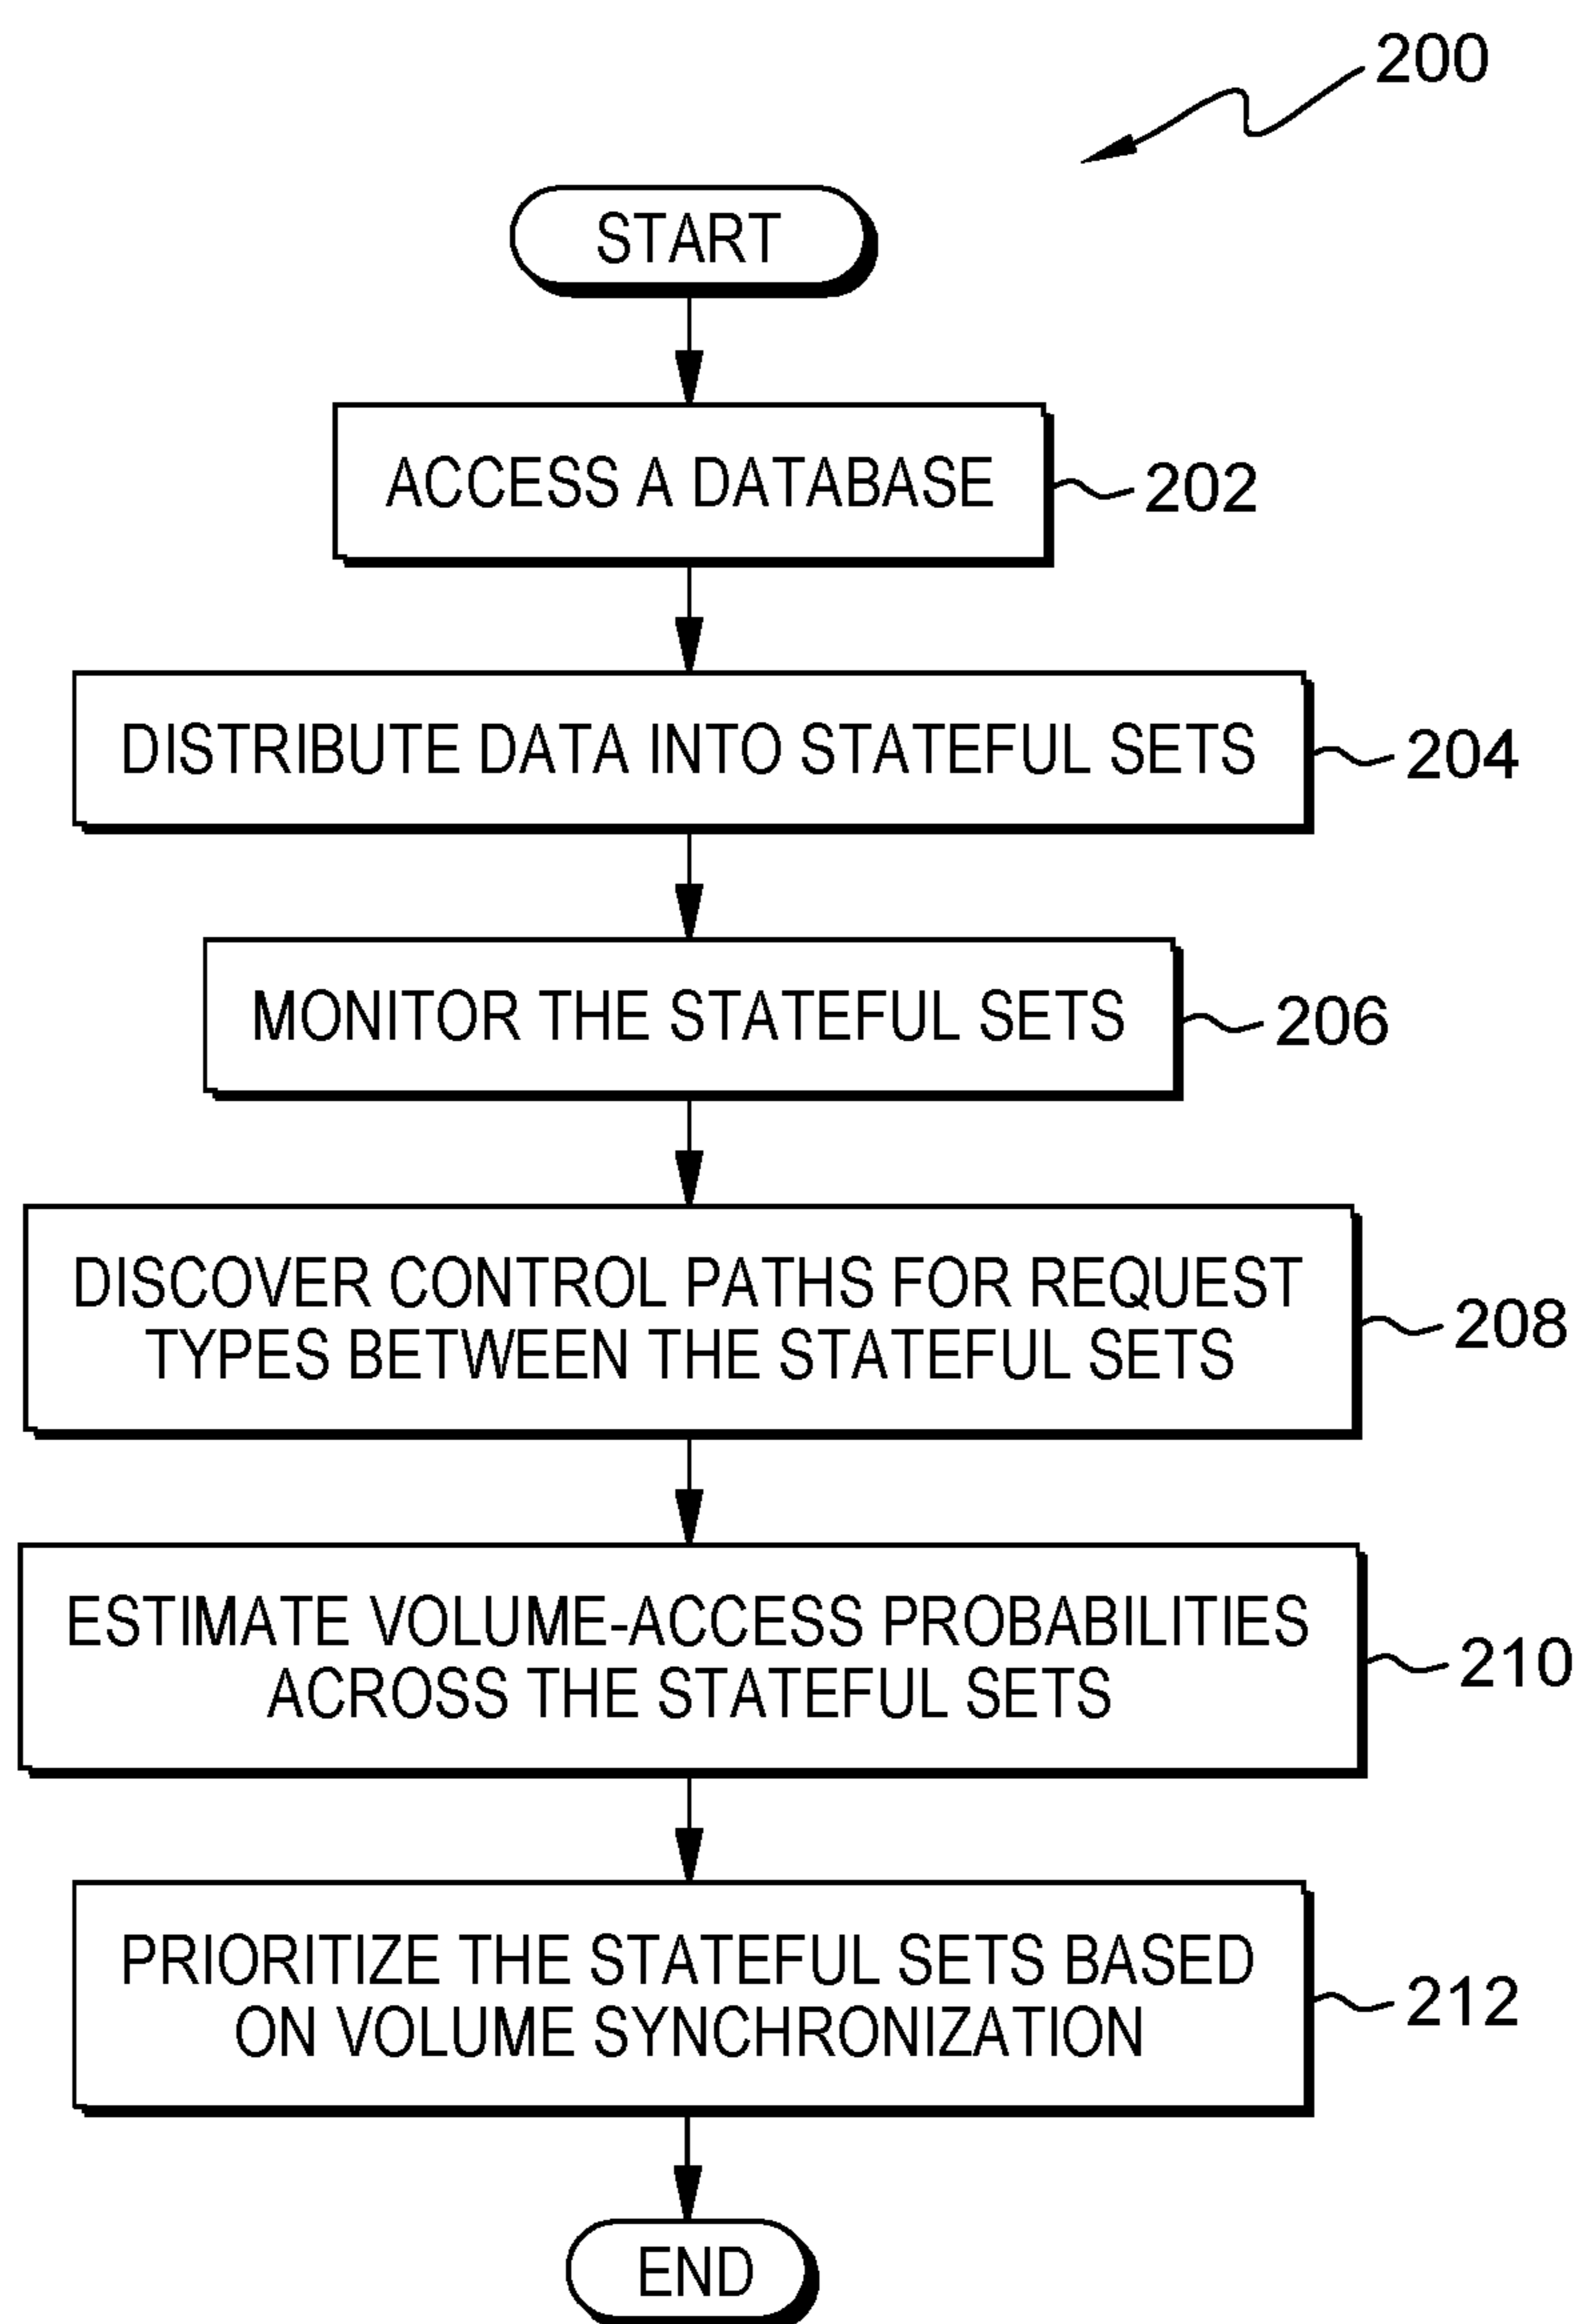 200
START
ACCESS A DATABASE
202
DISTRIBUTE DATA INTO STATEFUL SETS
204
MONITOR THE STATEFUL SETS
206
DISCOVER CONTROL PATHS FOR REQUEST
TYPES BETWEEN THE STATEFUL SETS
208
ESTIMATE VOLUME-ACCESS PROBABILITIES
ACROSS THE STATEFUL SETS
210
PRIORITIZE THE STATEFUL SETS BASED
ON VOLUME SYNCHRONIZATION
212
END